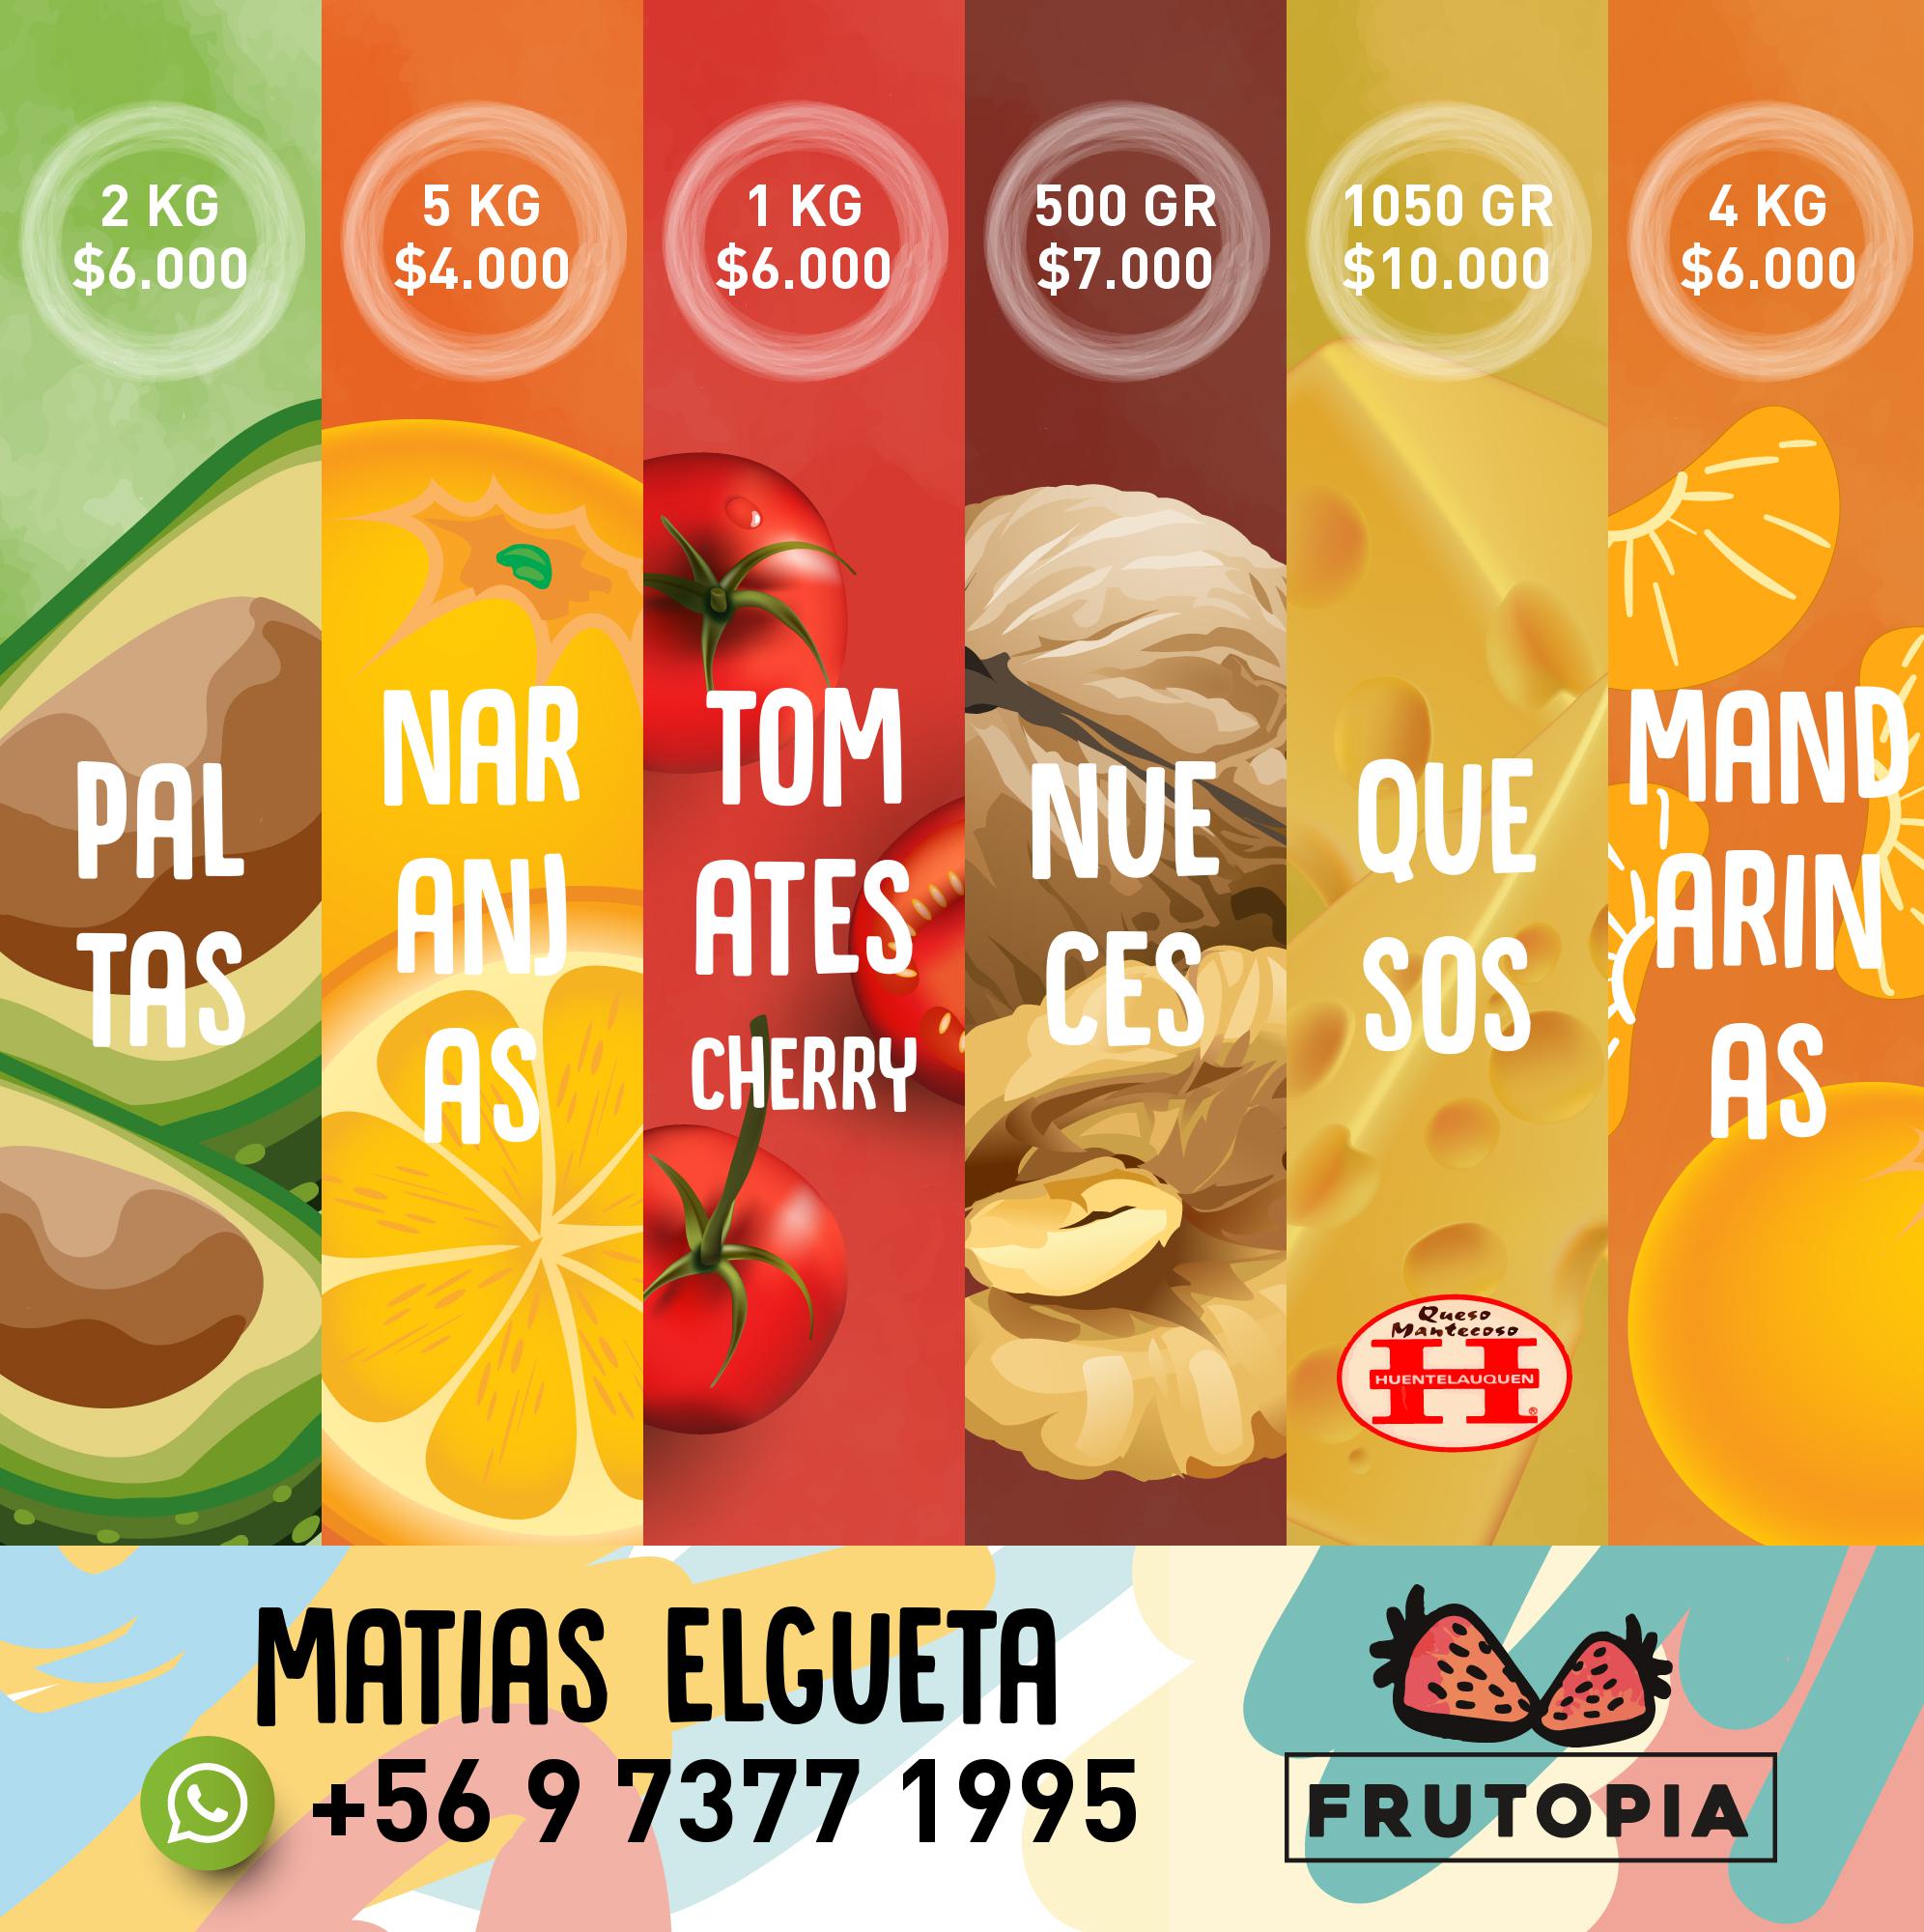 2 KG
$6.000
PAL
TAS
5 KG
$4.000
NAR
ANJ
AS
1 KG
$6.000
TOM
ATES
CHERRY
500 GR
$7.000
NUE
CES
1050 GR
$10.000
QUE
SOS
Queso
Mantecoso
H
HUENTELAUQUEN
®
4 KG
$6.000
MAND
ARIN
AS
MATIAS ELGUETA
+56 9 7377 1995
FRUTOPIA